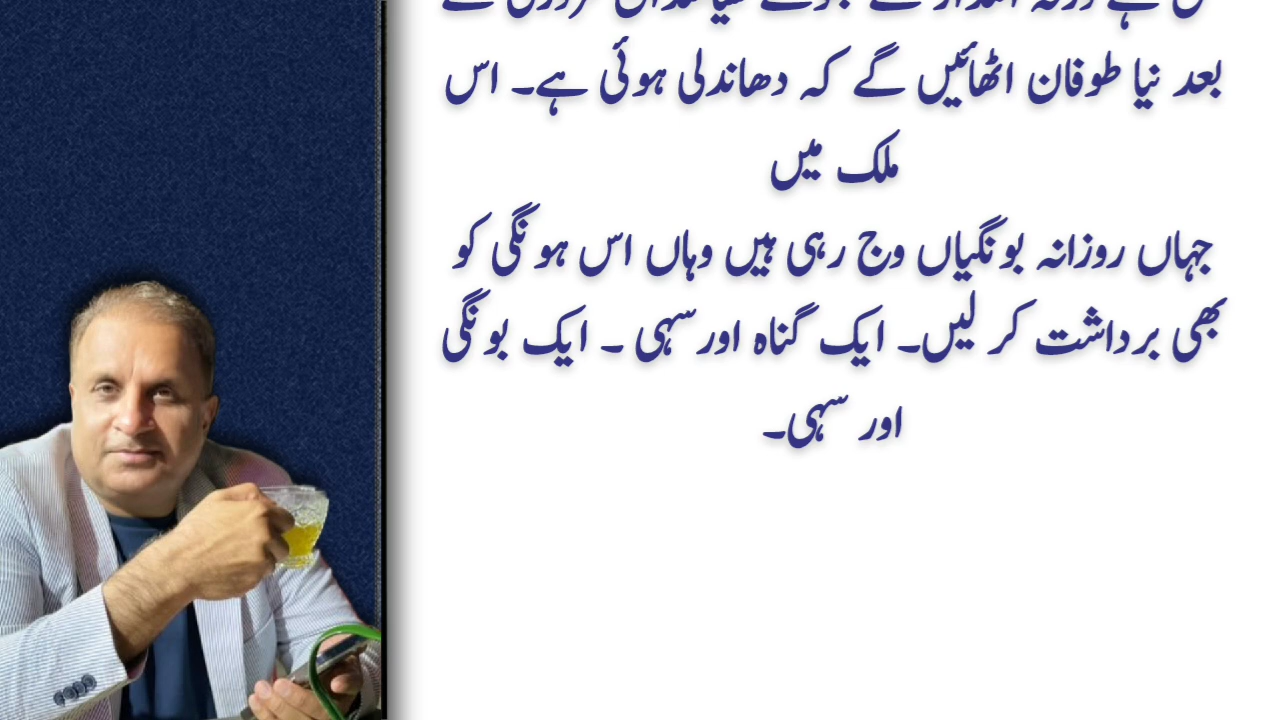 بعد نیا طوفان اٹھائیں گے کہ دھاندلی ہوئی ہے۔ اس
ملک میں
جہاں روزانہ بونگیاں وج رہی ہیں وہاں اس ہونگی کو
بھی برداشت کر لیں۔ ایک گناہ اور سہی ۔ ایک بونگی
اور سہی۔